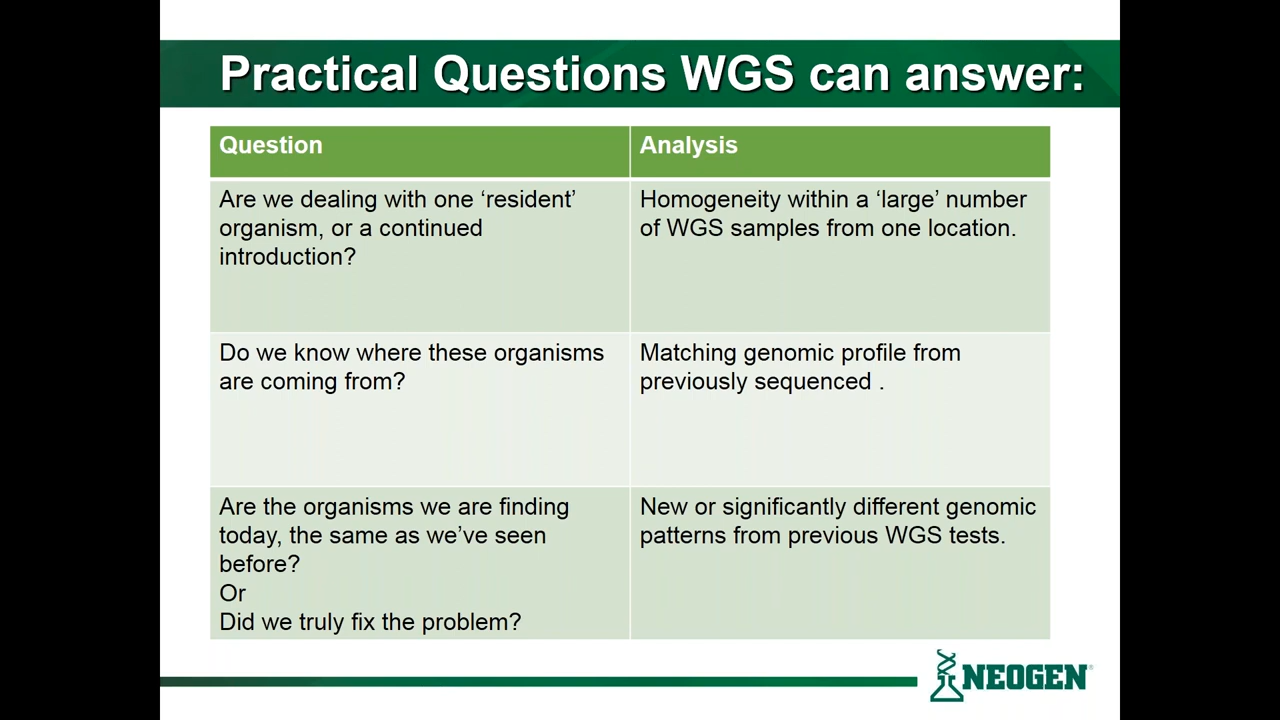 Practical Questions WGS can answer:
Question
Analysis
Are we dealing with one ‘resident’
organism, or a continued
introduction?
Homogeneity within a ‘large’ number
of WGS samples from one location.
Do we know where these organisms
are coming from?
Matching genomic profile from
previously sequenced .
Are the organisms we are finding
today, the same as we’ve seen
before?
Or
Did we truly fix the problem?
New or significantly different genomic
patterns from previous WGS tests.
NEOGEN®